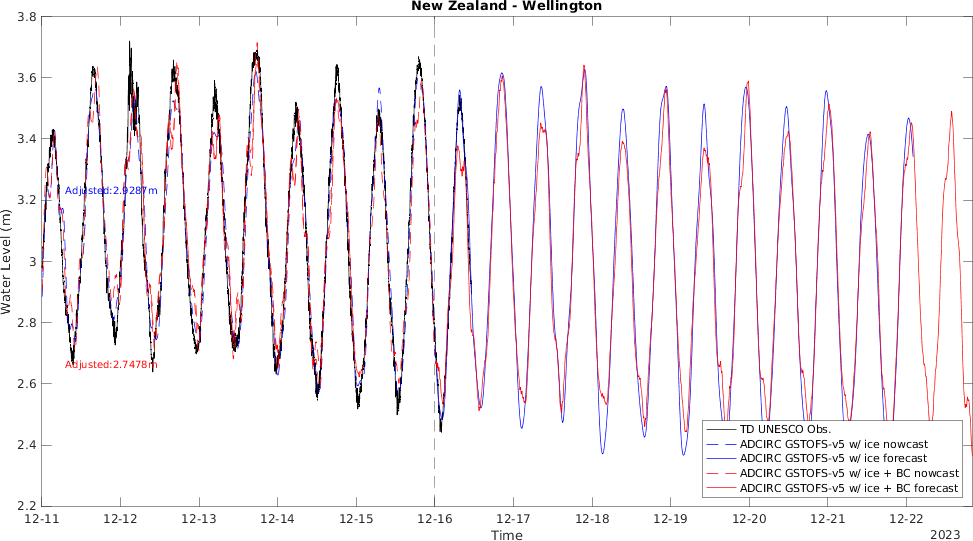 New Zealand - Wellington
Water Level (m)
3.8
3.6
3.4
3.2
3
2.8
2.6
2.4
2.2
Adjusted:2.9287m
Adjusted:2.7478m
TD UNESCO Obs.
ADCIRC GSTOFS-v5 w/ ice nowcast
ADCIRC GSTOFS-v5 w/ ice forecast
ADCIRC GSTOFS-v5 w/ ice + BC nowcast
ADCIRC GSTOFS-v5 w/ ice + BC forecast
12-11 12-12 12-13 12-14 12-15 12-16 12-17 12-18 12-19 12-20 12-21 12-22
Time
2023